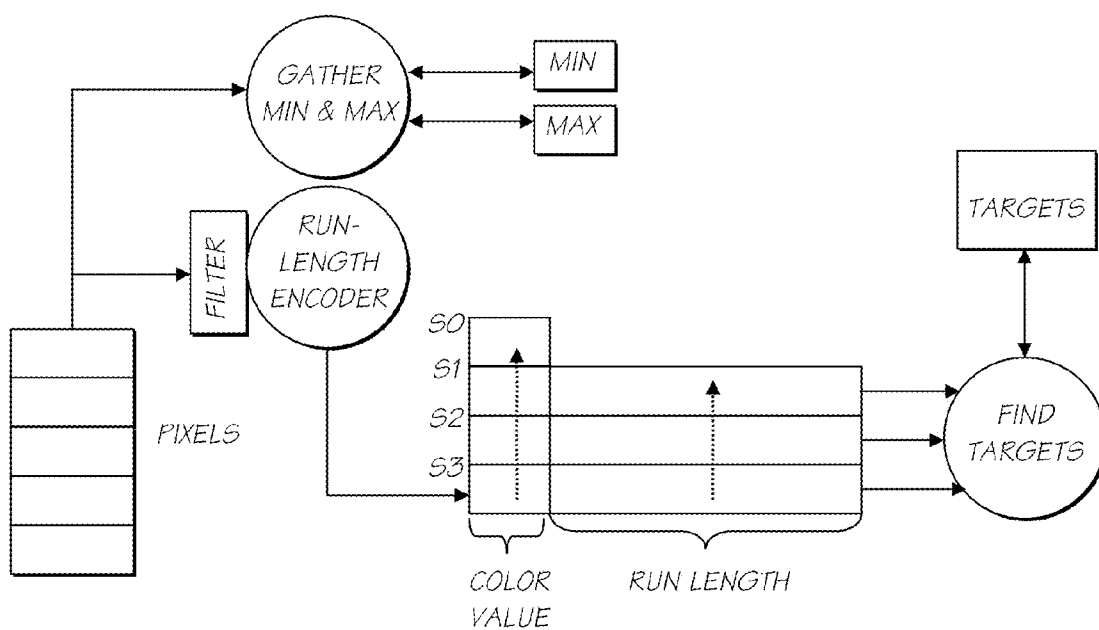 GATHER
MIN & MAX
MIN
MAX
FILTER
RUN-
LENGTH
ENCODER
TARGETS
PIXELS
S0
S1
S2
S3
FIND
TARGETS
COLOR
VALUE
RUN LENGTH